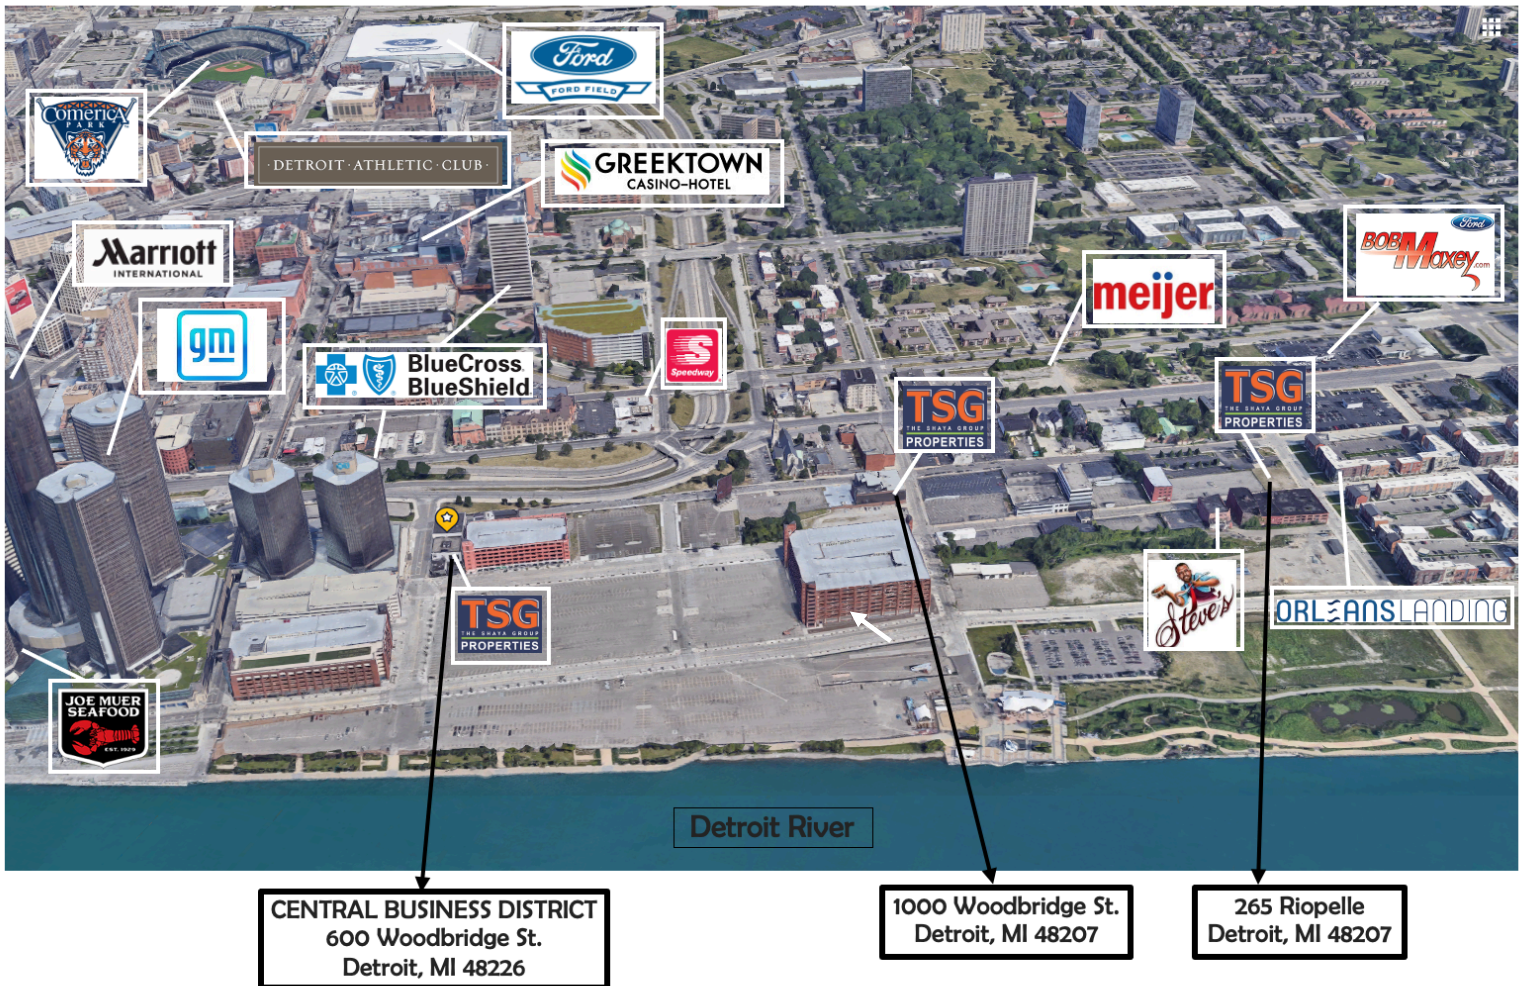 Ford
FORD FIELD
COMERICA
PARK
·DETROIT·ATHLETIC·CLUB·
GREEKTOWN
CASINO–HOTEL
Marriott
INTERNATIONAL
Ford
BOB
Maxey.com
meijer
gm
BlueCross®
BlueShield®
S
Speedway
TSG
THE SHAYA GROUP
PROPERTIES
TSG
THE SHAYA GROUP
PROPERTIES
TSG
THE SHAYA GROUP
PROPERTIES
Steve's
ORLEANSLANDING
JOE MUER
SEAFOOD
EST. 1929
Detroit River
CENTRAL BUSINESS DISTRICT
600 Woodbridge St.
Detroit, MI 48226
1000 Woodbridge St.
Detroit, MI 48207
265 Riopelle
Detroit, MI 48207